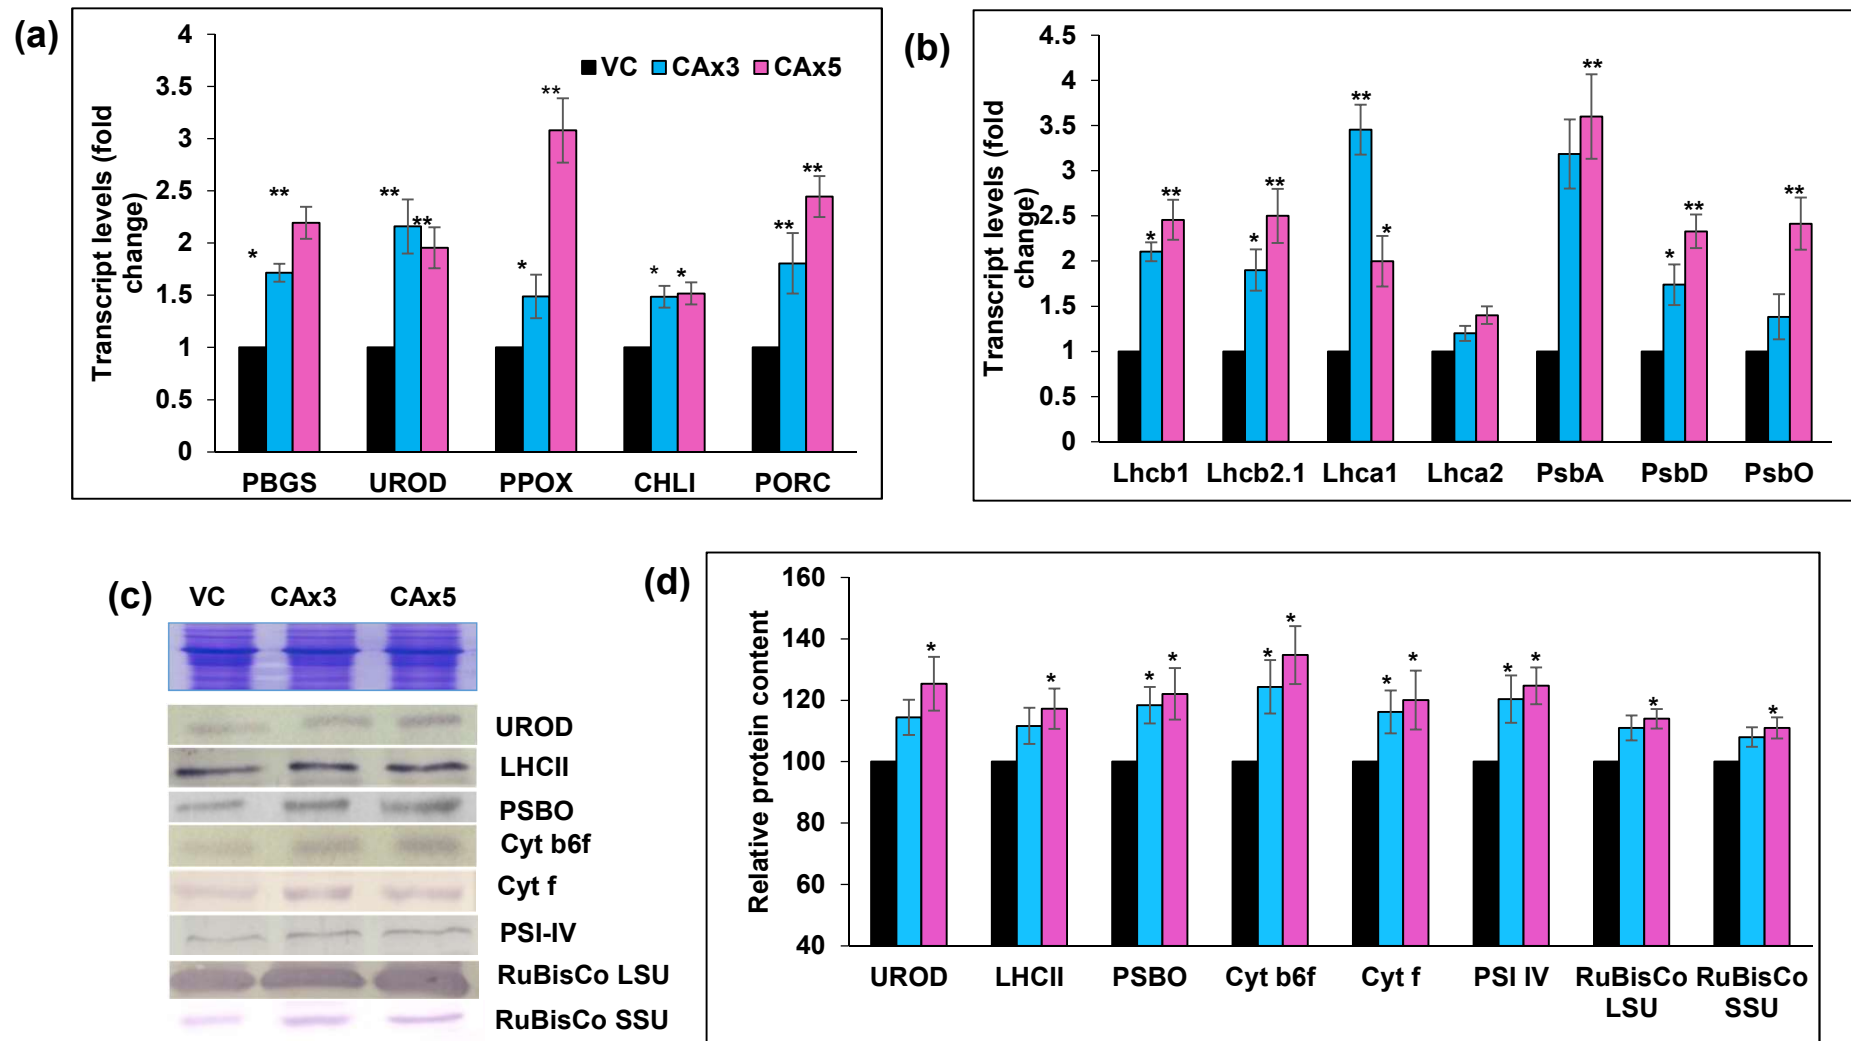 (a)
Transcript levels (fold
change)
4
3.5
3
2.5
2
1.5
1
0.5
0
VC CAx3 CAx5
* ** ** ** * ** * * ** **
PBGS UROD PPOX CHLI PORC
(b)
Transcript levels (fold
change)
4.5
4
3.5
3
2.5
2
1.5
1
0.5
0
* ** * ** ** * ** * ** **
Lhcb1 Lhcb2.1 Lhca1 Lhca2 PsbA PsbD PsbO
(c)
VC CAx3 CAx5
UROD
LHCII
PSBO
Cyt b6f
Cyt f
PSI-IV
RuBisCo LSU
RuBisCo SSU
(d)
Relative protein content
160
140
120
100
80
60
40
* * * * * * * * * * * *
UROD LHCII PSBO Cyt b6f Cyt f PSI IV RuBisCo RuBisCo
LSU SSU